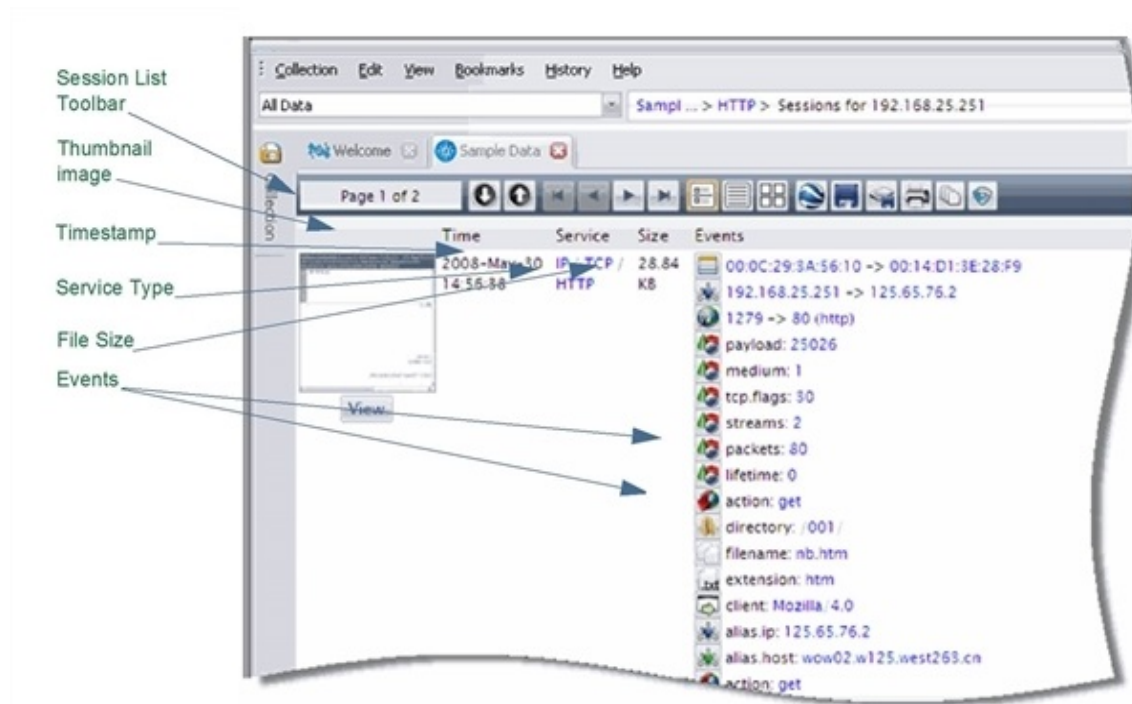 Session List
Toolbar
Thumbnail
image
Timestamp
Service Type
File Size
Events
Collection Edit View Bookmarks History Help
All Data
Sampl ... > HTTP > Sessions for 192.168.25.251
Welcome Sample Data
Collection
Page 1 of 2
Time Service Size Events
2008-May-30 IP / TCP / 28.84
14:56:38 HTTP KB
View
00:0C:29:3A:56:10 -> 00:14:D1:3E:28:F9
192.168.25.251 -> 125.65.76.2
1279 -> 80 (http)
payload: 25026
medium: 1
tcp.flags: 30
streams: 2
packets: 80
lifetime: 0
action: get
directory: /001/
filename: nb.htm
.txt extension: htm
client: Mozilla/4.0
alias.ip: 125.65.76.2
alias.host: wow02.w125.west263.cn
action: get